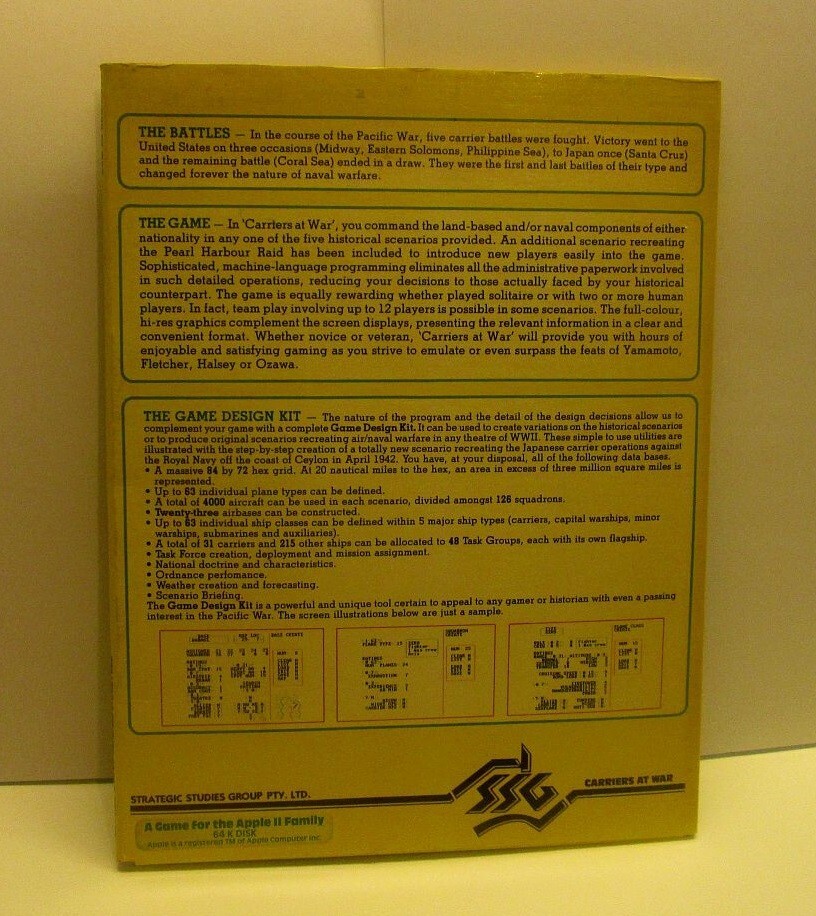 THE BATTLES — In the course of the Pacific War, five carrier battles were fought. Victory went to the
United States on three occasions (Midway, Eastern Solomons, Philippine Sea), to Japan once (Santa Cruz)
and the remaining battle (Coral Sea) ended in a draw. They were the first and last battles of their type and
changed forever the nature of naval warfare.
THE GAME — In 'Carriers at War', you command the land-based and/or naval components of either
nationality in any one of the five historical scenarios provided. An additional scenario recreating
the Pearl Harbour Raid has been included to introduce new players easily into the game.
Sophisticated, machine-language programming eliminates all the administrative paperwork involved
in such detailed operations, reducing your decisions to those actually faced by your historical
counterpart. The game is equally rewarding whether played solitaire or with two or more human
players. In fact, team play involving up to 12 players is possible in some scenarios. The full-colour,
hi-res graphics complement the screen displays, presenting the relevant information in a clear and
convenient format. Whether novice or veteran, 'Carriers at War' will provide you with hours of
enjoyable and satisfying gaming as you strive to emulate or even surpass the feats of Yamamoto,
Fletcher, Halsey or Ozawa.
THE GAME DESIGN KIT — The nature of the program and the detail of the design decisions allow us to
complement your game with a complete Game Design Kit. It can be used to create variations on the historical scenarios
or to produce original scenarios recreating air/naval warfare in any theatre of WWII. These simple to use utilities are
illustrated with the step-by-step creation of a totally new scenario recreating the Japanese carrier operations against
the Royal Navy off the coast of Ceylon in April 1942. You have, at your disposal, all of the following data bases.
• A massive 84 by 72 hex grid. At 20 nautical miles to the hex, an area in excess of three million square miles is
represented.
• Up to 63 individual plane types can be defined.
• A total of 4000 aircraft can be used in each scenario, divided amongst 126 squadrons.
• Twenty-three airbases can be constructed.
• Up to 63 individual ship classes can be defined within 5 major ship types (carriers, capital warships, minor
warships, submarines and auxiliaries).
• A total of 31 carriers and 215 other ships can be allocated to 48 Task Groups, each with its own flagship.
• Task Force creation, deployment and mission assignment.
• National doctrine and characteristics.
• Ordnance perfomance.
• Weather creation and forecasting.
• Scenario Briefing.
The Game Design Kit is a powerful and unique tool certain to appeal to any gamer or historian with even a passing
interest in the Pacific War. The screen illustrations below are just a sample.
STRATEGIC STUDIES GROUP PTY. LTD.
SSG
CARRIERS AT WAR
A Game for the Apple II Family
64 K DISK
Apple is a registered TM of Apple Computer Inc